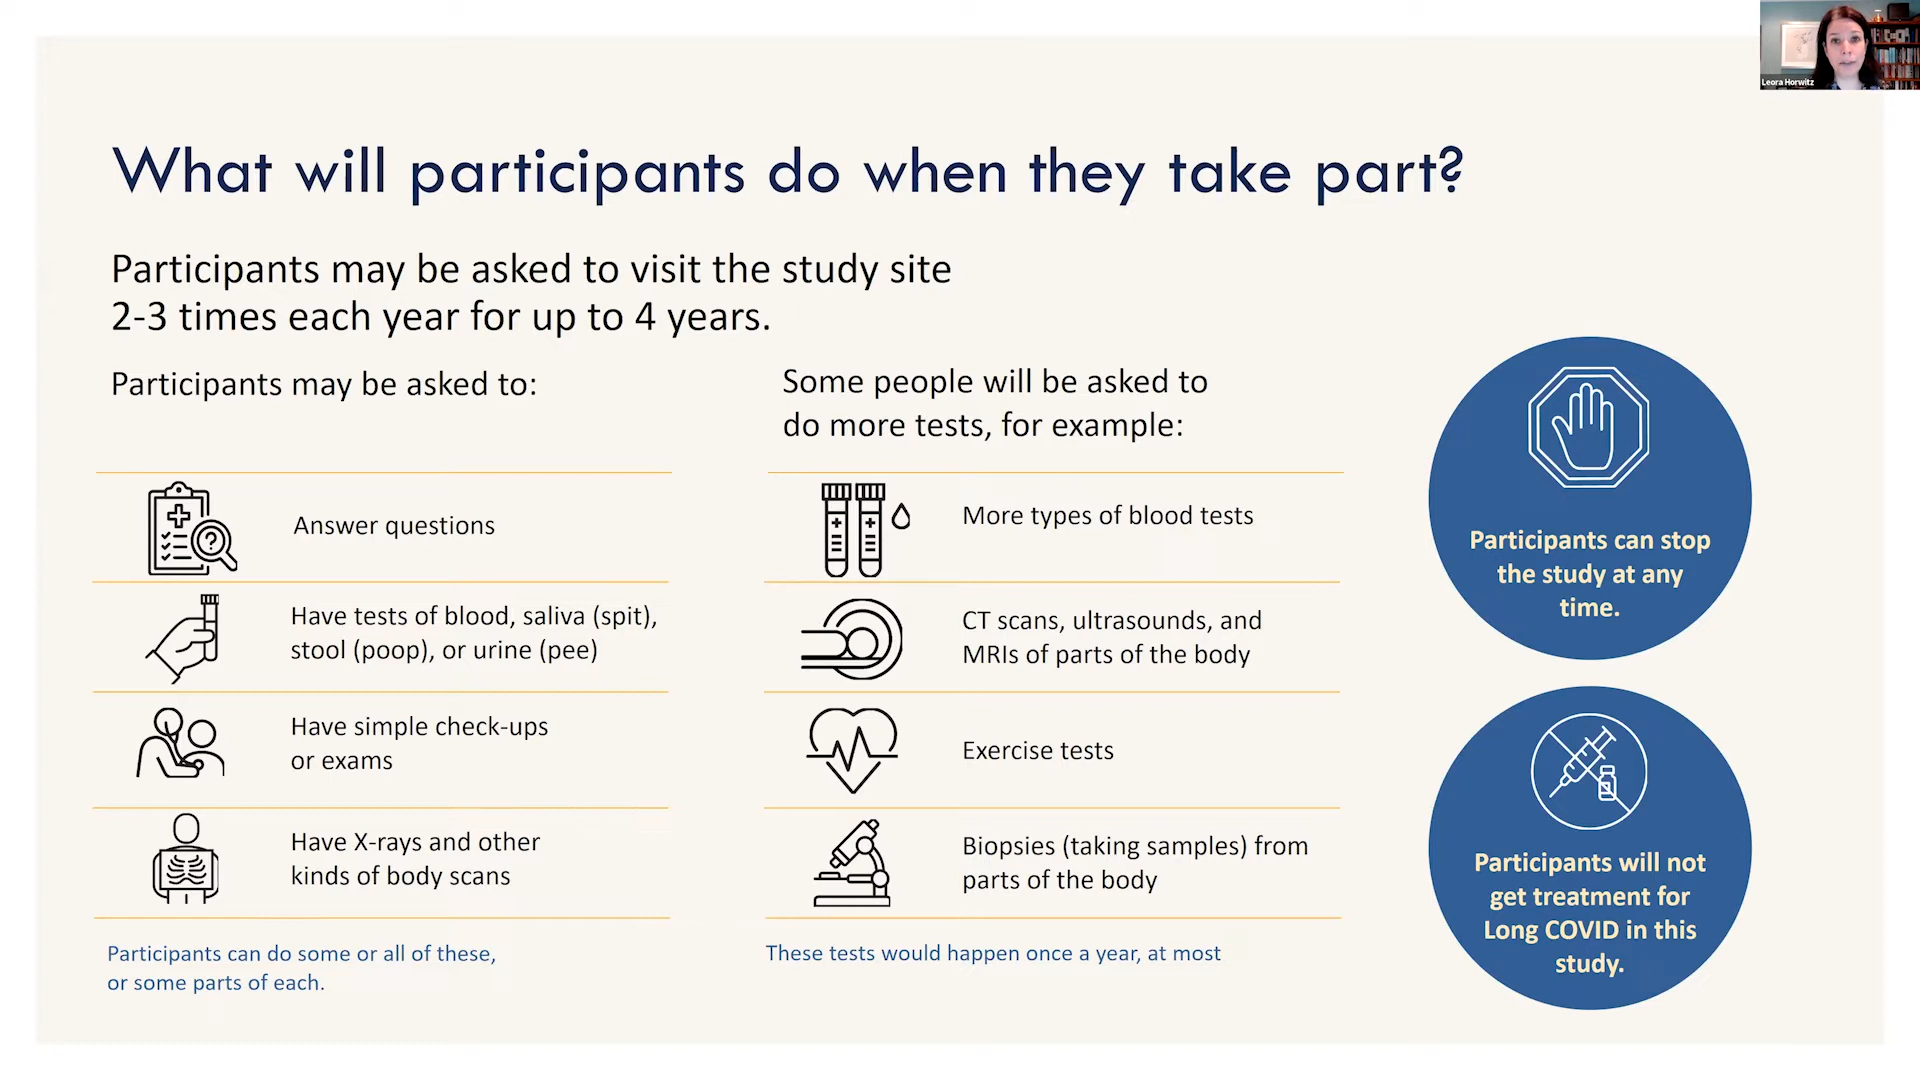 Leora Horwitz
What will participants do when they take part?
Participants may be asked to visit the study site
2-3 times each year for up to 4 years.
Participants may be asked to:
Answer questions
Have tests of blood, saliva (spit),
stool (poop), or urine (pee)
Have simple check-ups
or exams
Have X-rays and other
kinds of body scans
Participants can do some or all of these,
or some parts of each.
Some people will be asked to
do more tests, for example:
More types of blood tests
CT scans, ultrasounds, and
MRIs of parts of the body
Exercise tests
Biopsies (taking samples) from
parts of the body
These tests would happen once a year, at most
Participants can stop
the study at any
time.
Participants will not
get treatment for
Long COVID in this
study.